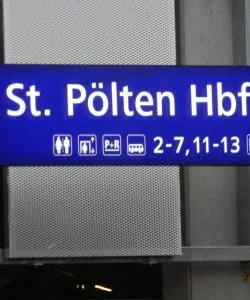 St. Pölten Hbf
P+R 2-7, 11-13